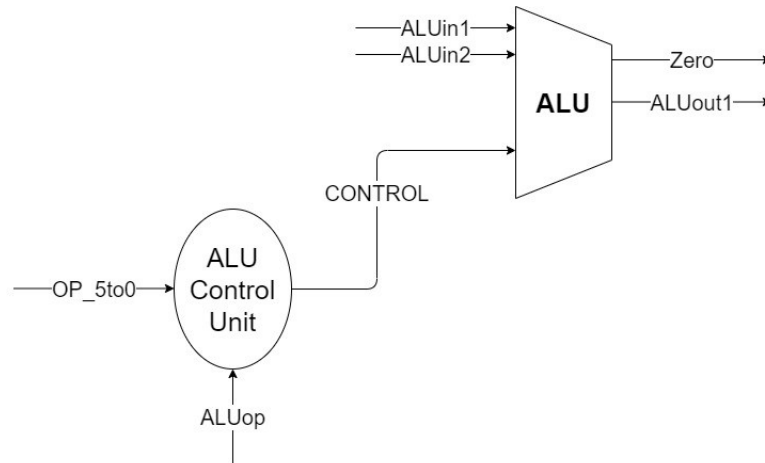 ALUin1
ALUin2
Zero
ALU
ALUout1
CONTROL
ALU
Control
Unit
OP_5to0
ALUop